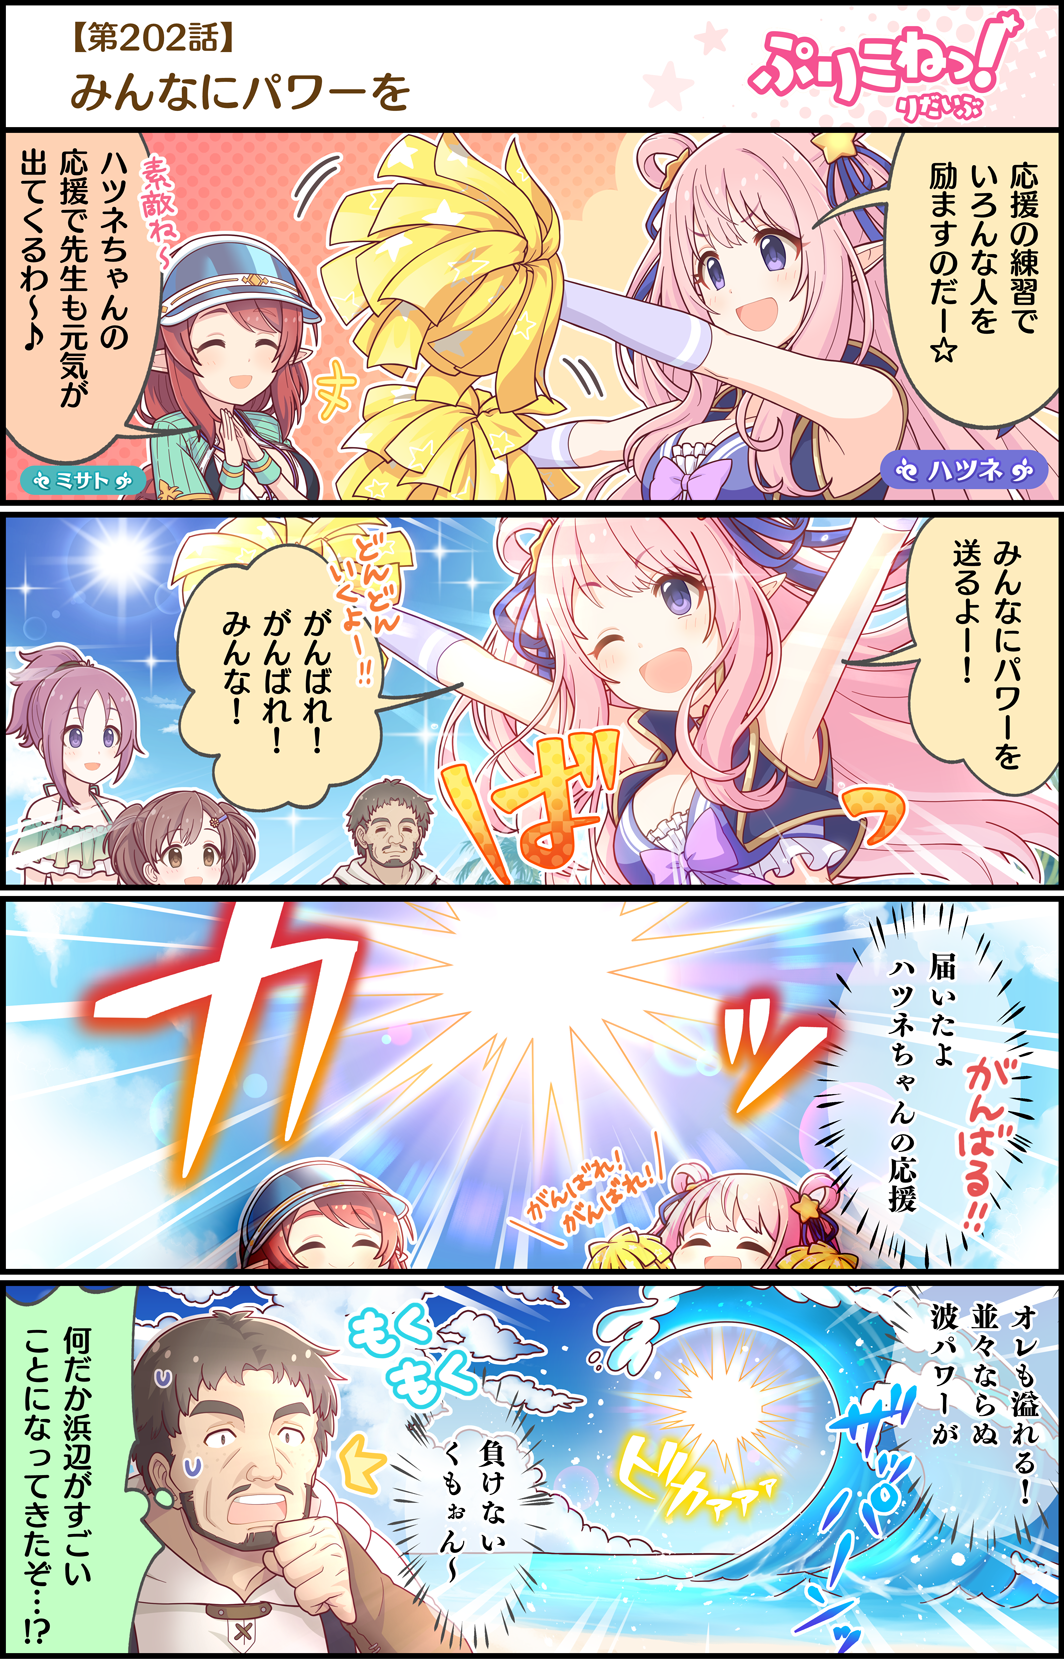 【第202話】
みんなにパワーを
ぷりこねっ!
りだいぶ
応援の練習で
いろんな人を
励ますのだー☆
ハツネ
素敵ね～
ハツネちゃんの
応援で先生も元気が
出てくるわ～♪
ミサト
みんなにパワーを
送るよー!
どんどん
いくよー!!
がんばれ!
がんばれ!
みんな!
ばっ
届いたよ
ハツネちゃんの応援
がんばる!!
カッ
がんばれ!
がんばれ!
オレも溢れる!
並々ならぬ
波パワーが
ザッパーン
ピカァァァ
負けない
くもぉん～
もくもく
何だか浜辺がすごい
ことになってきたぞ…!?